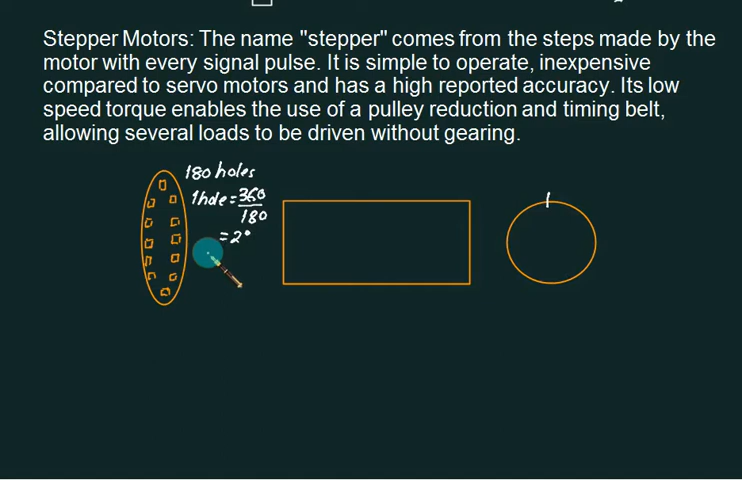 Stepper Motors: The name "stepper" comes from the steps made by the
motor with every signal pulse. It is simple to operate, inexpensive
compared to servo motors and has a high reported accuracy. Its low
speed torque enables the use of a pulley reduction and timing belt,
allowing several loads to be driven without gearing.
180 holes
1 hole = 360
180
= 2°